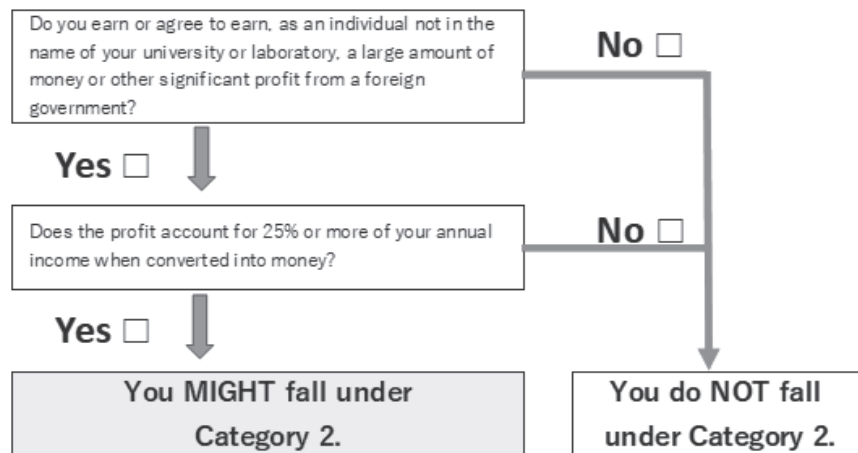 Do you earn or agree to earn, as an individual not in the
name of your university or laboratory, a large amount of
money or other significant profit from a foreign
government?
No □
Yes □
Does the profit account for 25% or more of your annual
income when converted into money?
No □
Yes □
You MIGHT fall under
Category 2.
You do NOT fall
under Category 2.